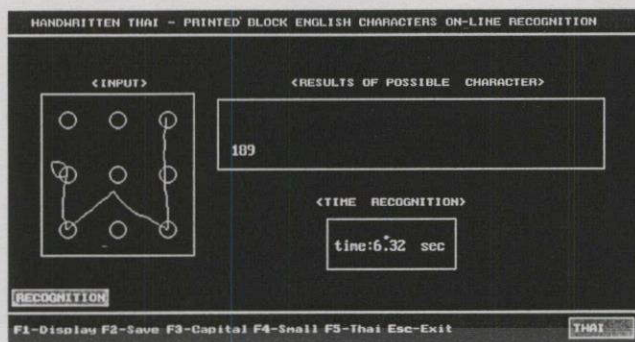 HANDWRITTEN THAI - PRINTED BLOCK ENGLISH CHARACTERS ON-LINE RECOGNITION
<INPUT>
<RESULTS OF POSSIBLE CHARACTER>
189
<TIME RECOGNITION>
time:6.32 sec
RECOGNITION
F1-Display F2-Save F3-Capital F4-Small F5-Thai Esc-Exit
THAI